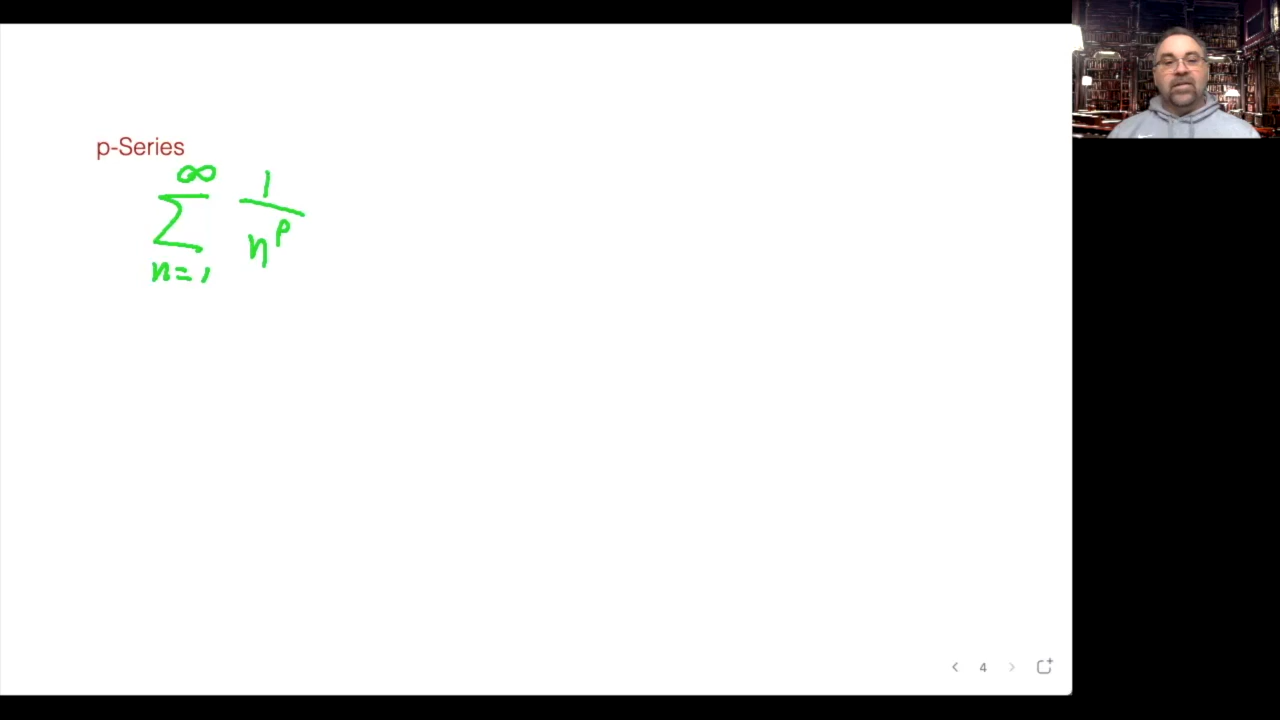 p-Series
∞
∑ 1/n^p
n=1
4